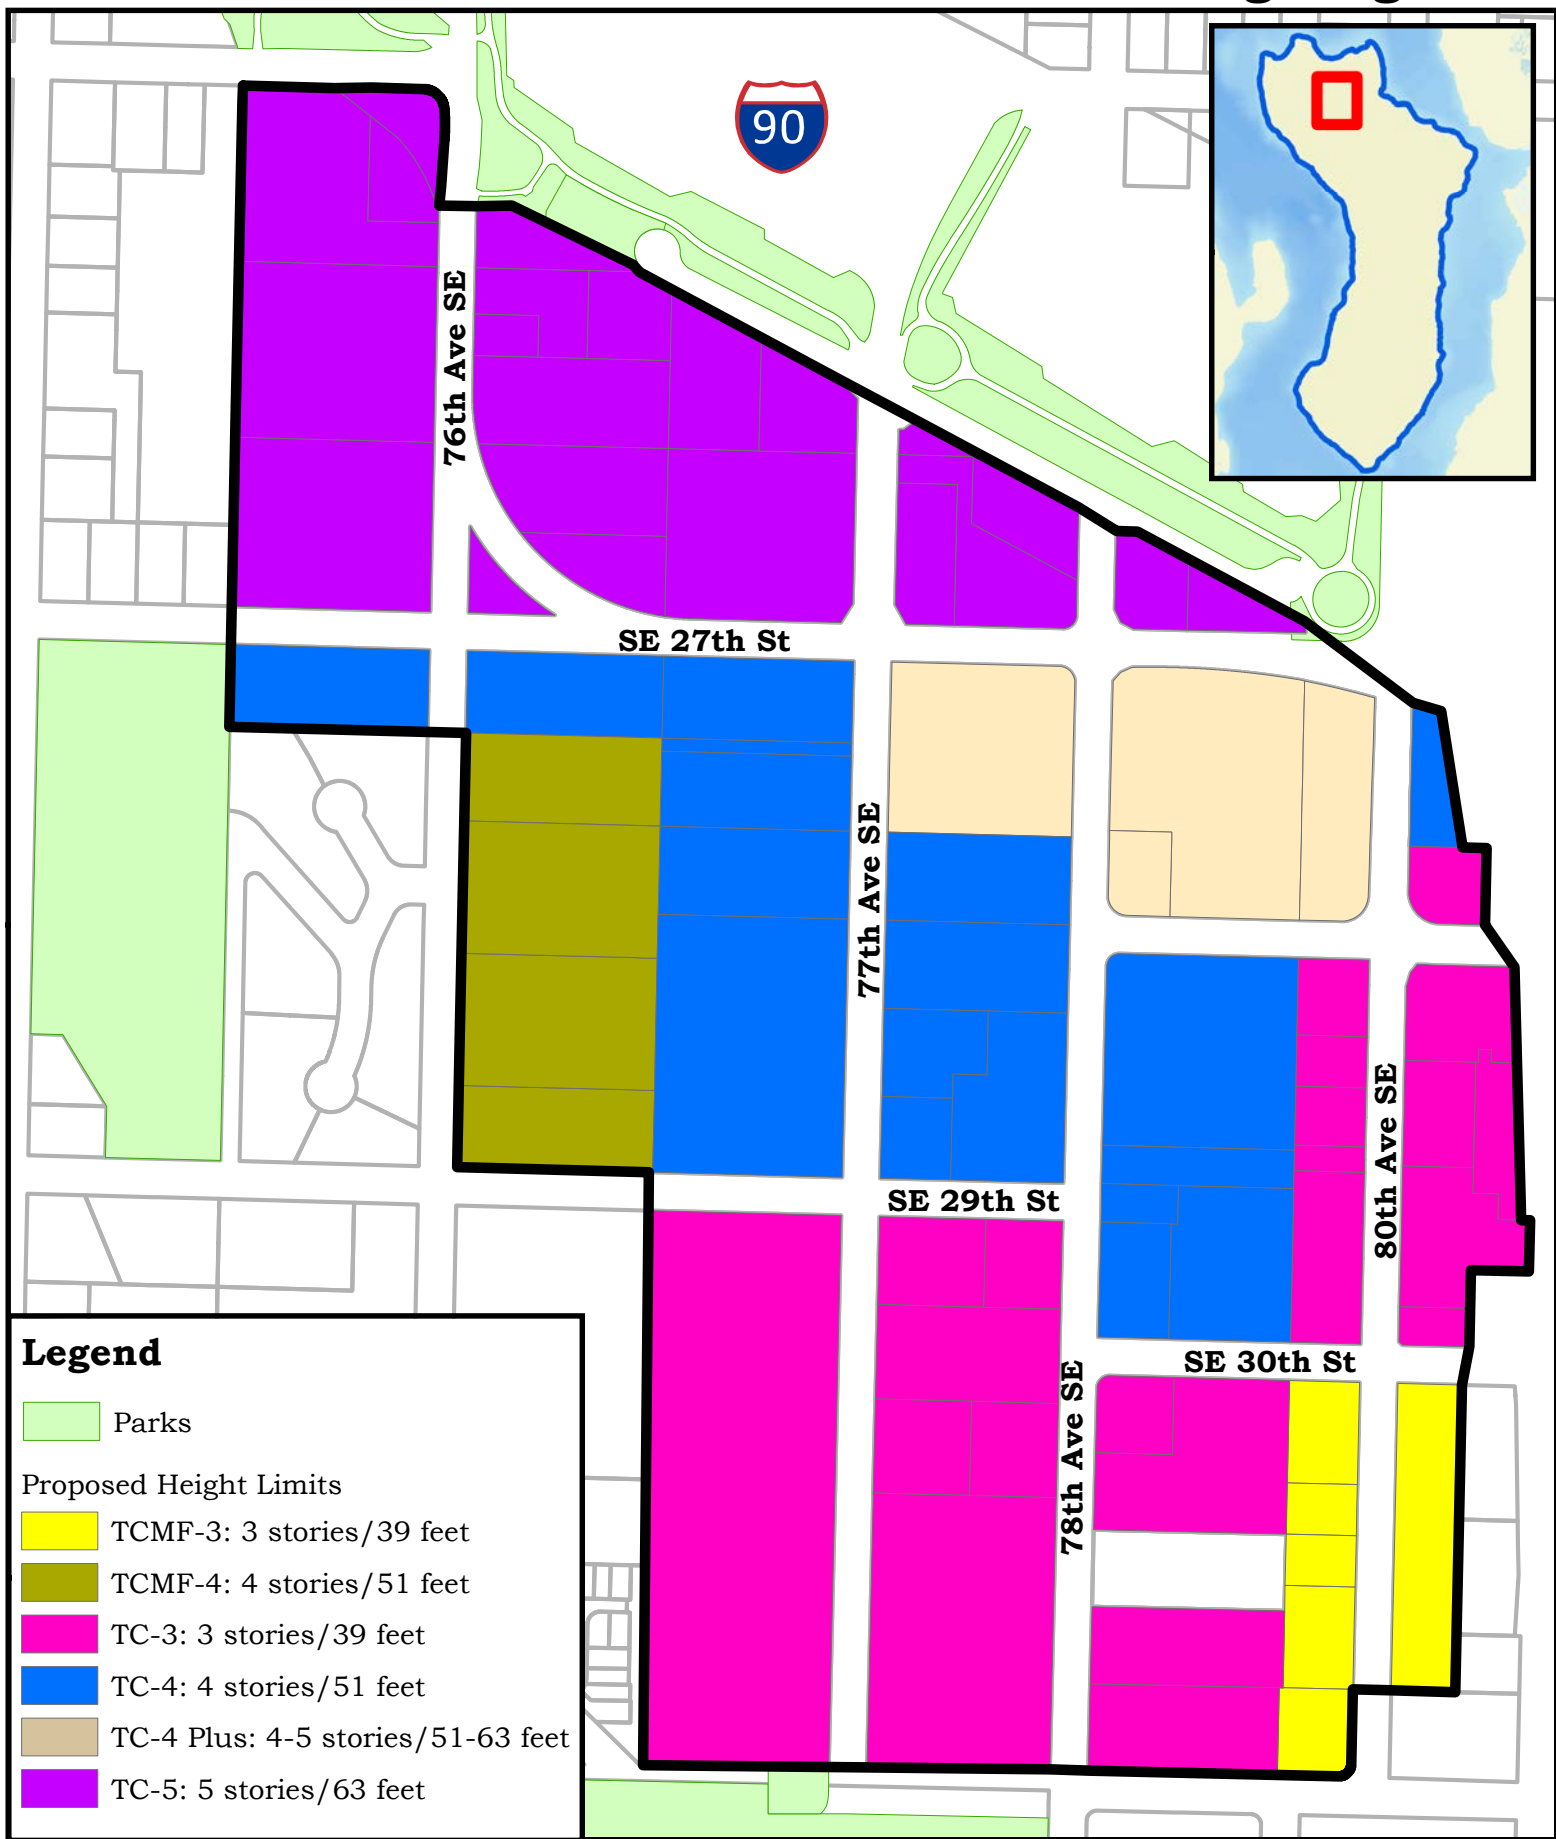 90
76th Ave SE
SE 27th St
77th Ave SE
SE 29th St
80th Ave SE
SE 30th St
78th Ave SE
Legend
Parks
Proposed Height Limits
TCMF-3: 3 stories/39 feet
TCMF-4: 4 stories/51 feet
TC-3: 3 stories/39 feet
TC-4: 4 stories/51 feet
TC-4 Plus: 4-5 stories/51-63 feet
TC-5: 5 stories/63 feet